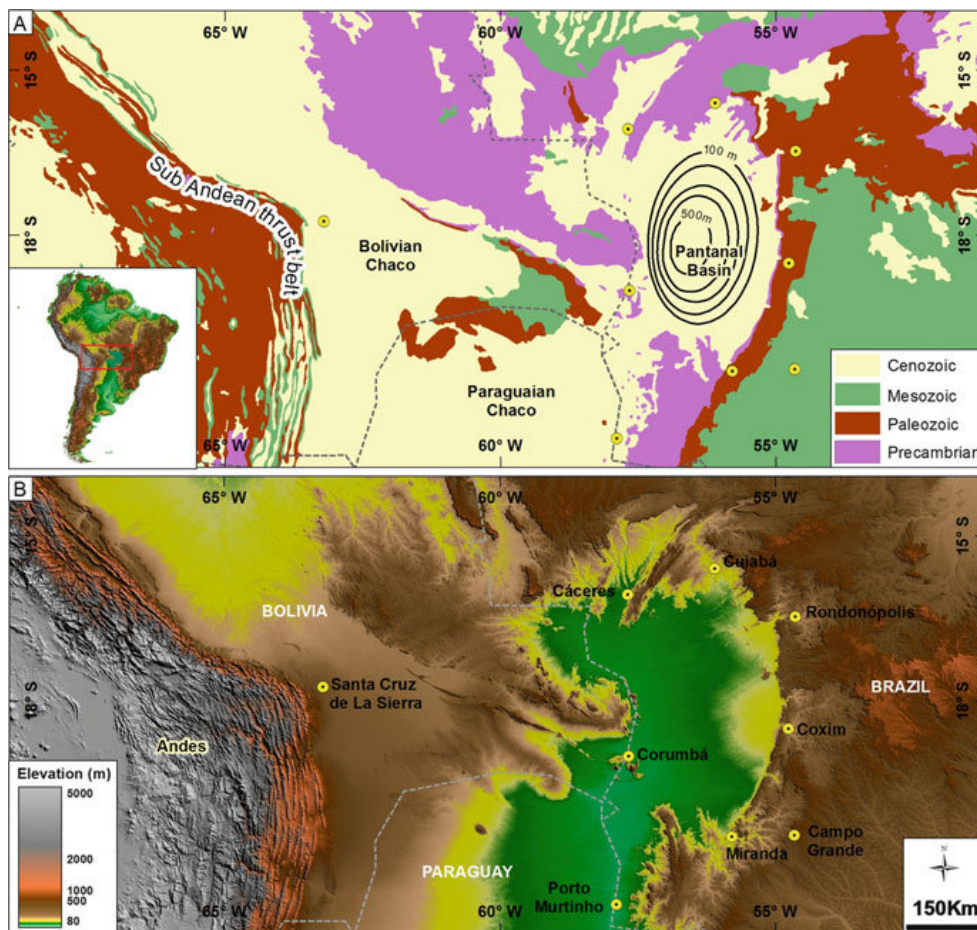 A
65° W
60° W
55° W
15° S
15° S
Sub Andean thrust belt
100 m
500m
Pantanal
Basin
18° S
Bolivian
Chaco
Paraguaian
Chaco
65° W
60° W
55° W
Cenozoic
Mesozoic
Paleozoic
Precambrian
B
65° W
60° W
55° W
15° S
15° S
Cuiabá
Cáceres
BOLIVIA
Rondonópolis
18° S
Santa Cruz
de La Sierra
BRAZIL
18° S
Andes
Coxim
Corumbá
Elevation (m)
5000
2000
1000
500
80
Miranda
Campo
Grande
PARAGUAY
Porto
Murtinho
N
65° W
60° W
55° W
150Km